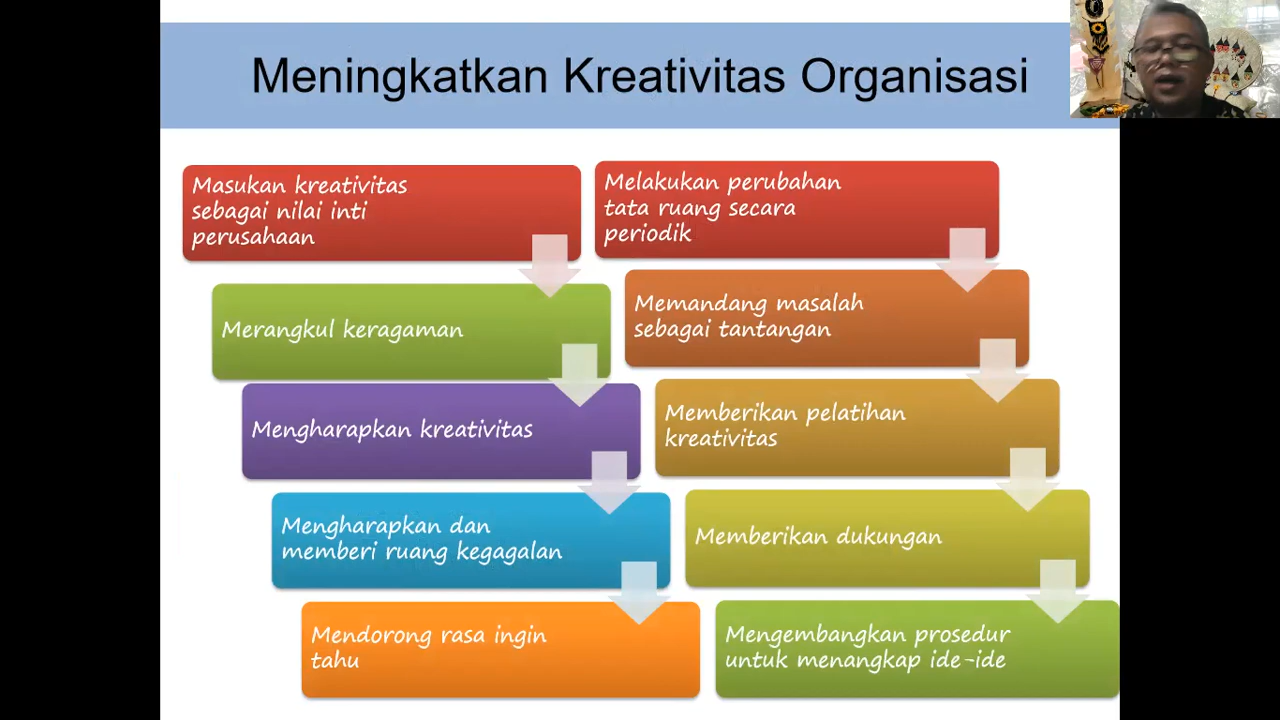 Meningkatkan Kreativitas Organisasi
Masukan kreativitas
sebagai nilai inti
perusahaan
Merangkul keragaman
Mengharapkan kreativitas
Mengharapkan dan
memberi ruang kegagalan
Mendorong rasa ingin
tahu
Melakukan perubahan
tata ruang secara
periodik
Memandang masalah
sebagai tantangan
Memberikan pelatihan
kreativitas
Memberikan dukungan
Mengembangkan prosedur
untuk menangkap ide-ide